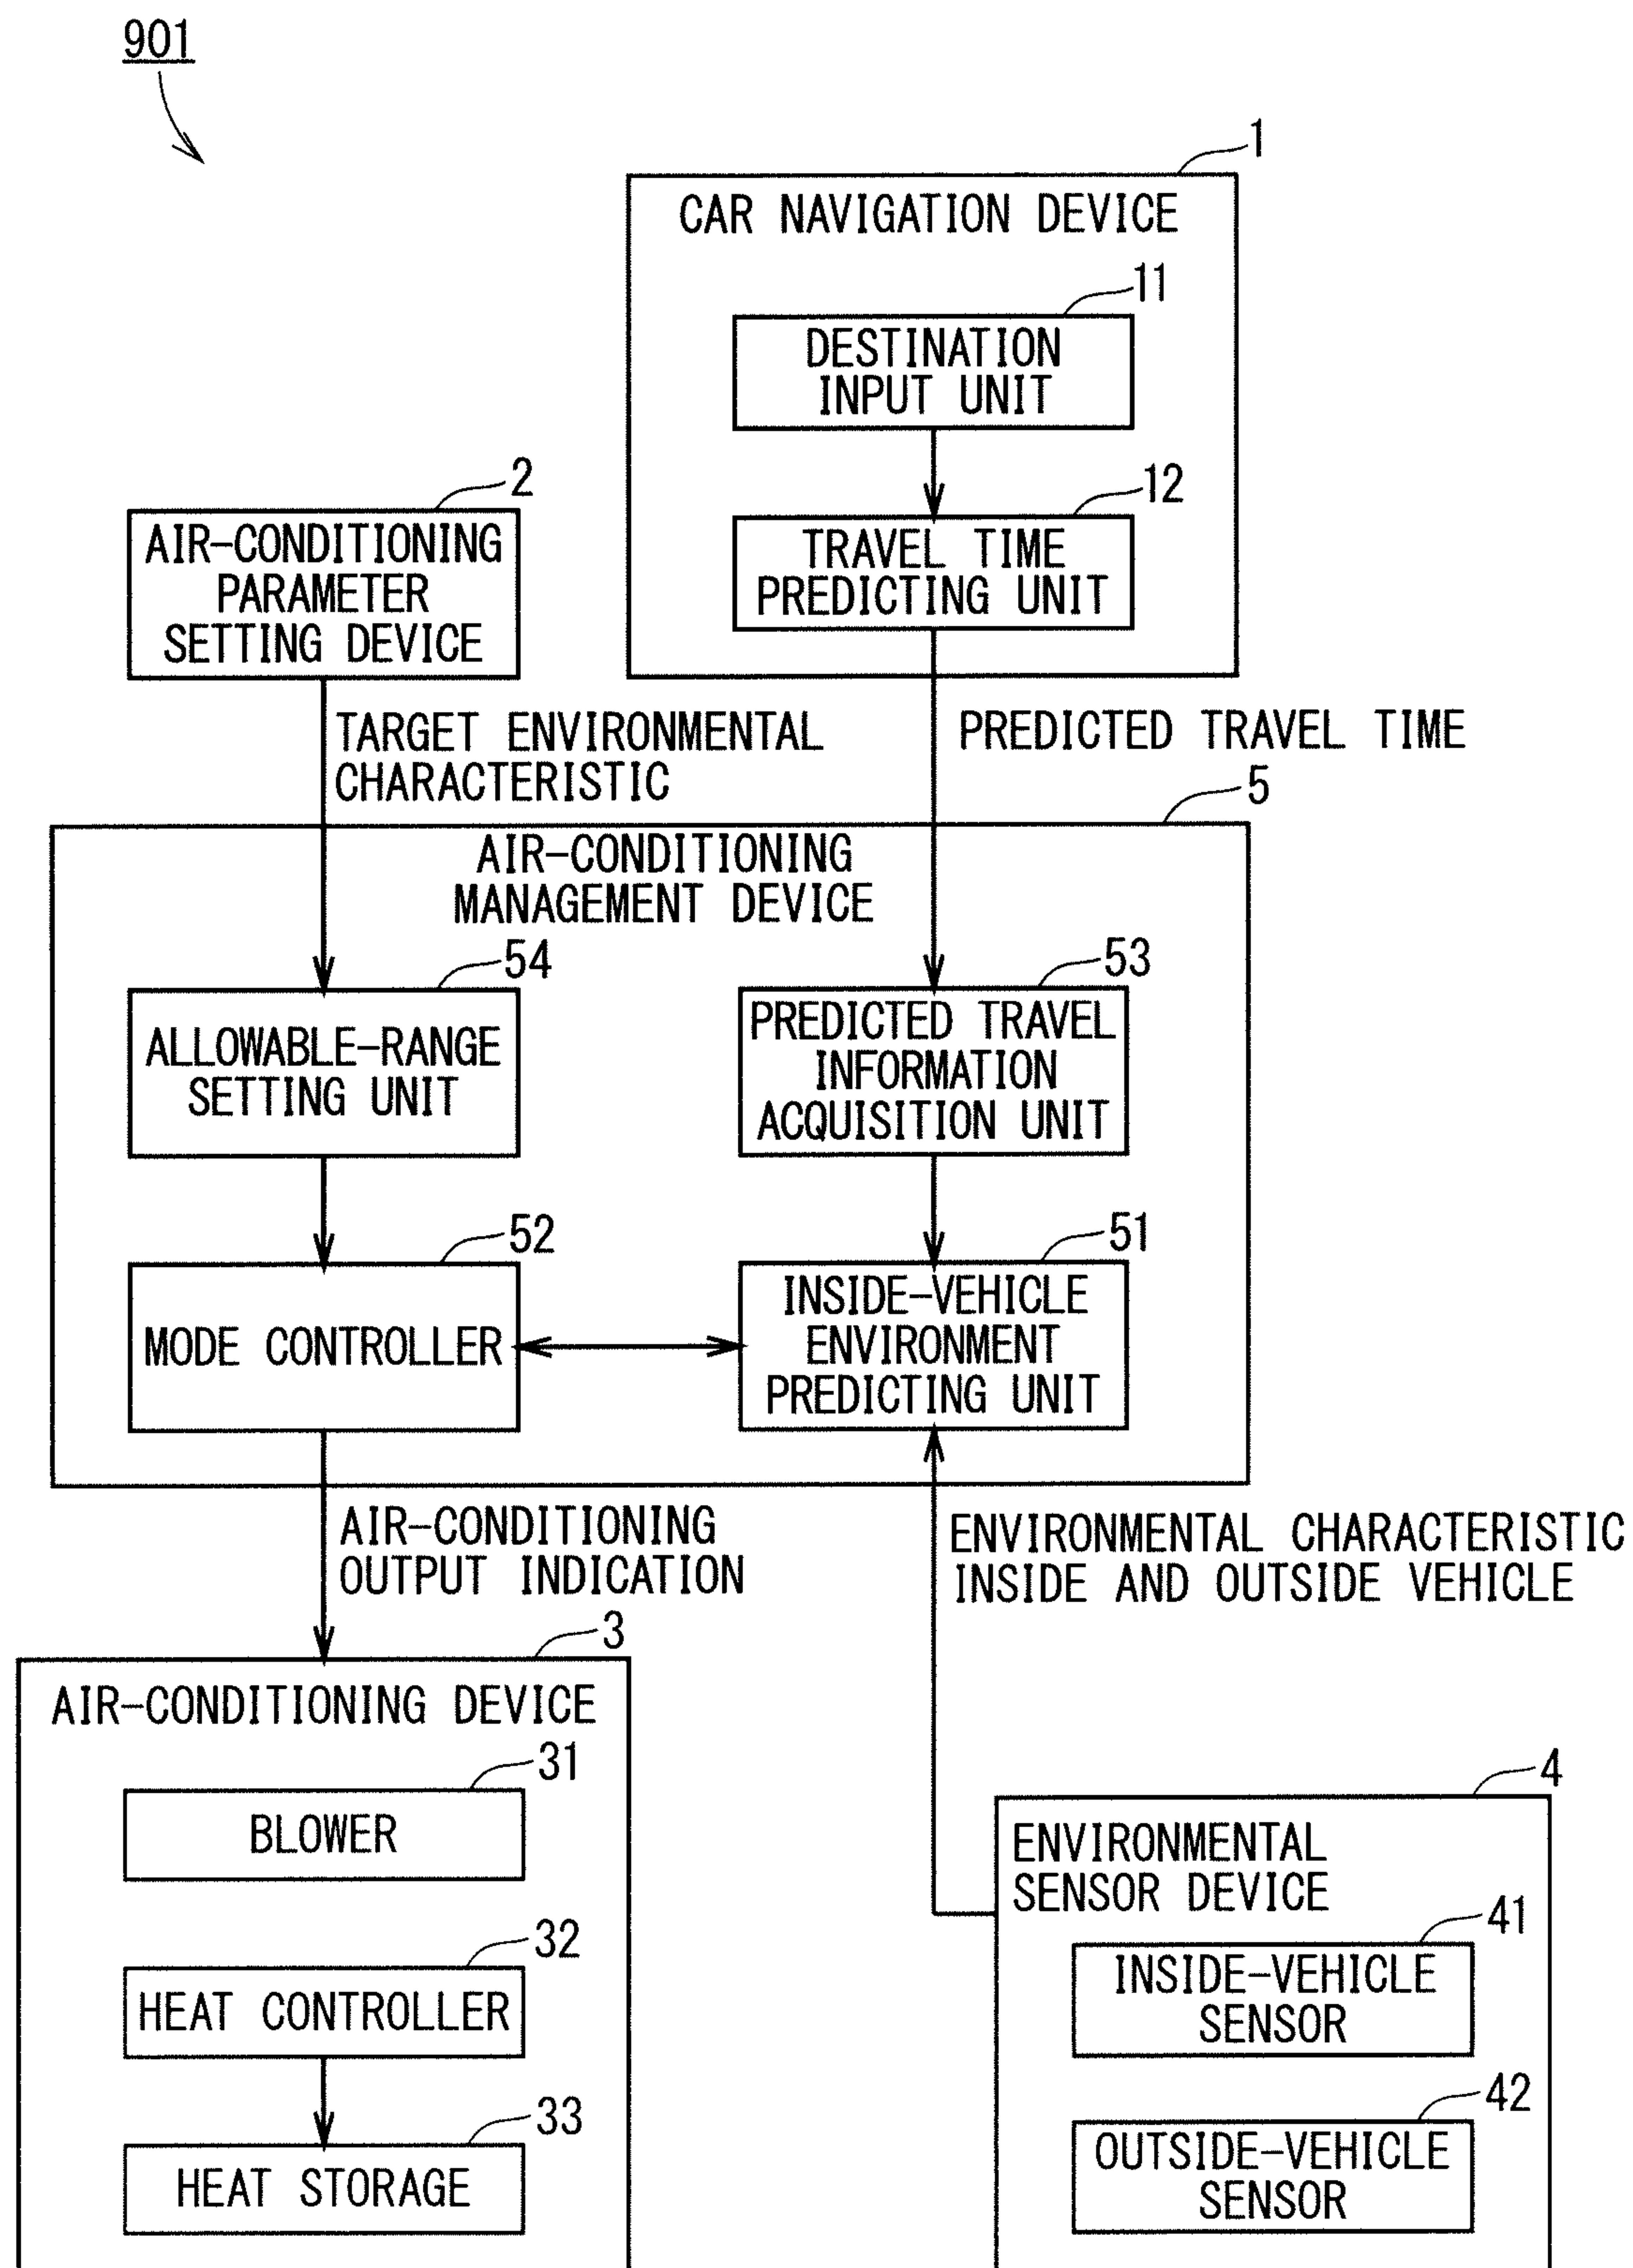 901
1
CAR NAVIGATION DEVICE
11
DESTINATION
INPUT UNIT
12
TRAVEL TIME
PREDICTING UNIT
2
AIR-CONDITIONING
PARAMETER
SETTING DEVICE
TARGET ENVIRONMENTAL
CHARACTERISTIC
PREDICTED TRAVEL TIME
5
AIR-CONDITIONING
MANAGEMENT DEVICE
54
ALLOWABLE-RANGE
SETTING UNIT
53
PREDICTED TRAVEL
INFORMATION
ACQUISITION UNIT
52
MODE CONTROLLER
51
INSIDE-VEHICLE
ENVIRONMENT
PREDICTING UNIT
AIR-CONDITIONING
OUTPUT INDICATION
ENVIRONMENTAL CHARACTERISTIC
INSIDE AND OUTSIDE VEHICLE
3
AIR-CONDITIONING DEVICE
31
BLOWER
32
HEAT CONTROLLER
33
HEAT STORAGE
4
ENVIRONMENTAL
SENSOR DEVICE
41
INSIDE-VEHICLE
SENSOR
42
OUTSIDE-VEHICLE
SENSOR